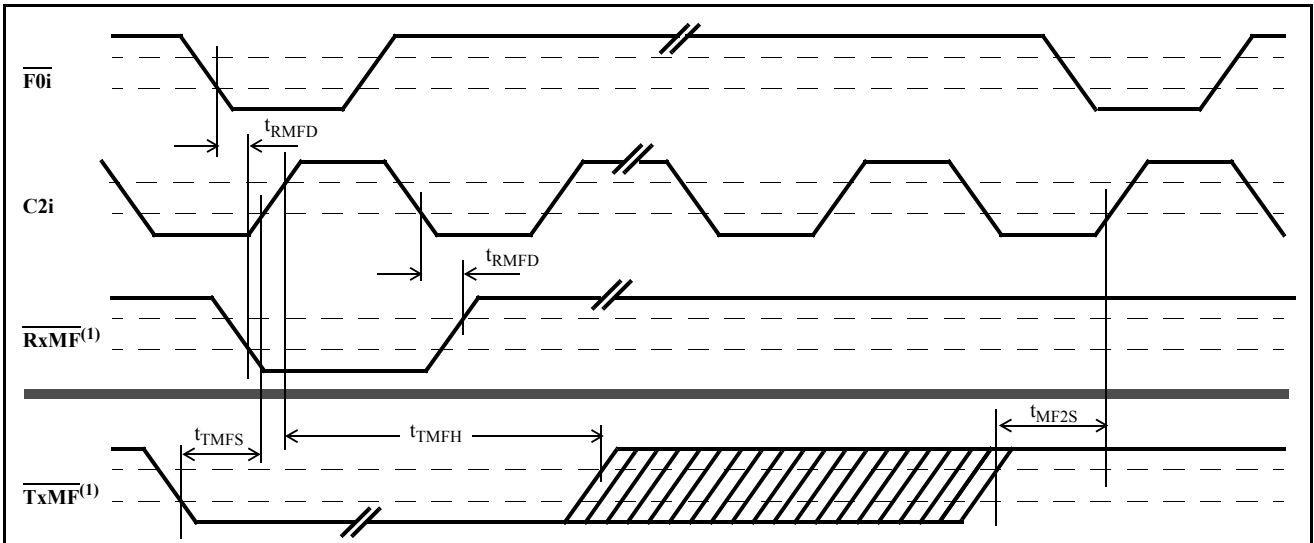 F0i
tRMFD
C2i
tRMFD
RxMF(1)
tTMFS
tTMFH
tMF2S
TxMF(1)